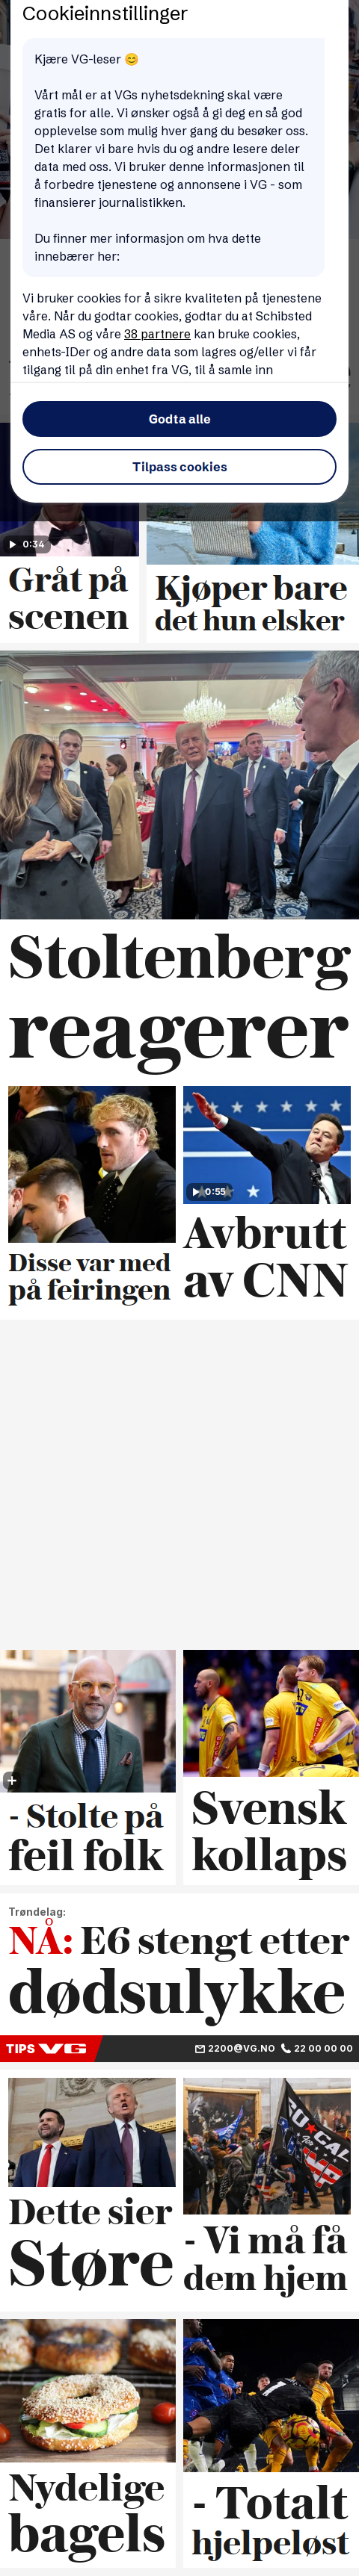 Cookieinnstillinger
Kjære VG-leser 😊
Vårt mål er at VGs nyhetsdekning skal være
gratis for alle. Vi ønsker også å gi deg en så god
opplevelse som mulig hver gang du besøker oss.
Det klarer vi bare hvis du og andre lesere deler
data med oss. Vi bruker denne informasjonen til
å forbedre tjenestene og annonsene i VG - som
finansierer journalistikken.
Du finner mer informasjon om hva dette
innebærer her:
Vi bruker cookies for å sikre kvaliteten på tjenestene
våre. Når du godtar cookies, godtar du at Schibsted
Media AS og våre 38 partnere kan bruke cookies,
enhets-IDer og andre data som lagres og/eller vi får
tilgang til på din enhet fra VG, til å samle inn
Godta alle
Tilpass cookies
0:34
Gråt på
scenen
Kjøper bare
det hun elsker
Stoltenberg
reagerer
Disse var med
på feiringen
0:55
Avbrutt
av CNN
- Stolte på
feil folk
Svensk
kollaps
Trøndelag:
NÅ: E6 stengt etter
dødsulykke
TIPS VG 2200@VG.NO 22 00 00 00
Dette sier
Støre
- Vi må få
dem hjem
Nydelige
bagels
- Totalt
hjelpeløst